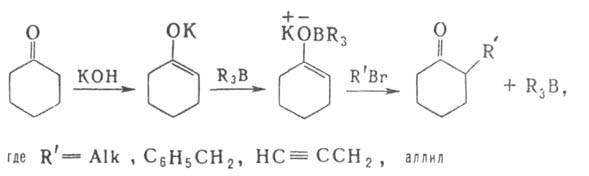 O OK + − KOBR₃ O R′
KOH R₃B R′Br + R₃B,
где R′= Alk , C₆H₅CH₂, HC≡CCH₂ , аллил